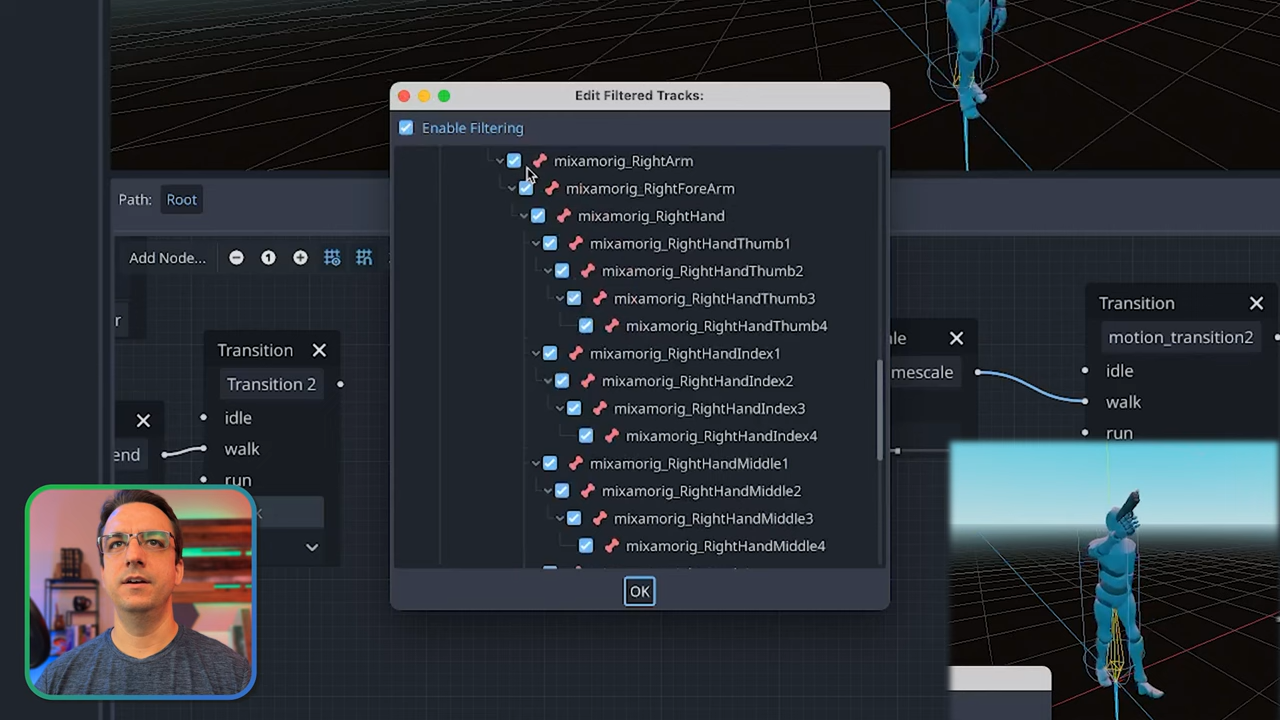 Edit Filtered Tracks:
Enable Filtering
mixamorig_RightArm
mixamorig_RightForeArm
mixamorig_RightHand
mixamorig_RightHandThumb1
mixamorig_RightHandThumb2
mixamorig_RightHandThumb3
mixamorig_RightHandThumb4
mixamorig_RightHandIndex1
mixamorig_RightHandIndex2
mixamorig_RightHandIndex3
mixamorig_RightHandIndex4
mixamorig_RightHandMiddle1
mixamorig_RightHandMiddle2
mixamorig_RightHandMiddle3
mixamorig_RightHandMiddle4
OK
Path: Root
Add Node... 1
r
end
Transition
Transition 2
idle
walk
run
le
mescale
Transition
motion_transition2
idle
walk
run